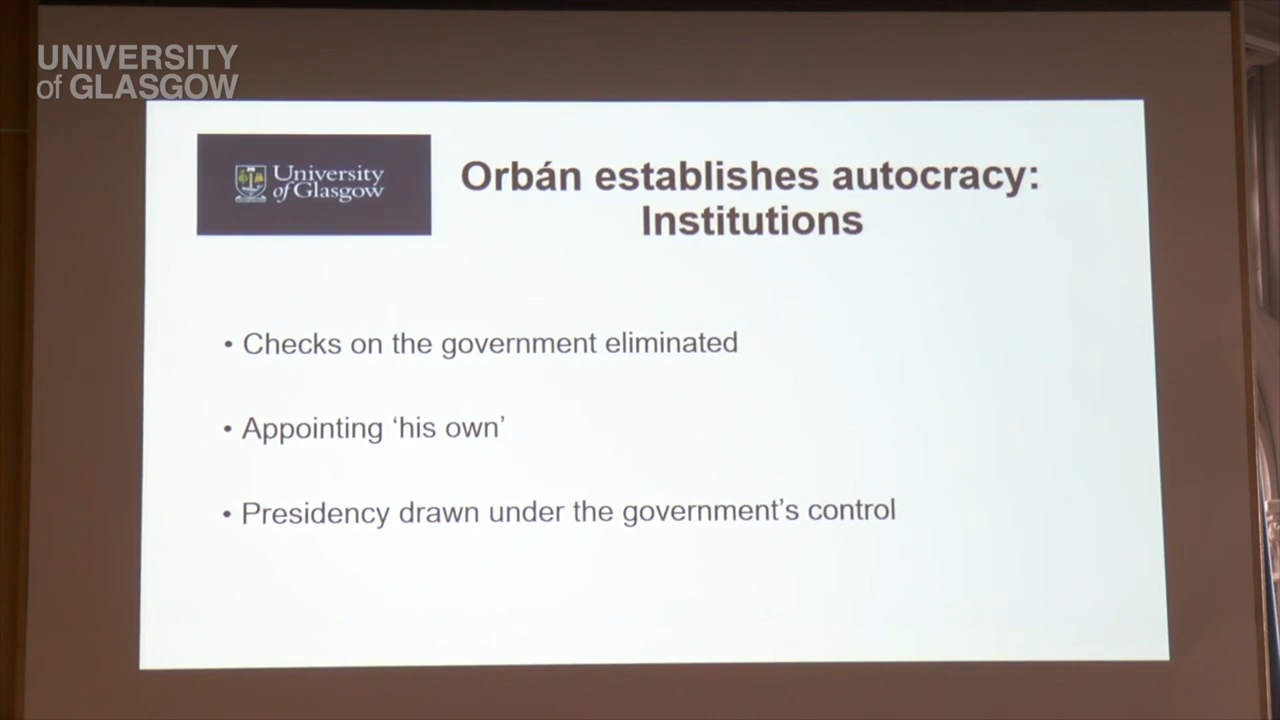 UNIVERSITY
of GLASGOW
University
of Glasgow
Orbán establishes autocracy:
Institutions
• Checks on the government eliminated
• Appointing ‘his own’
• Presidency drawn under the government’s control